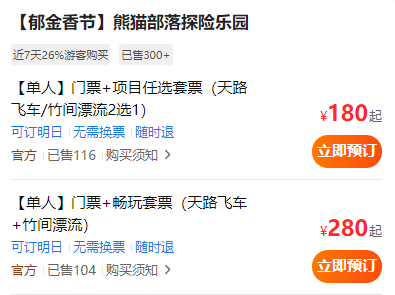 【郁金香节】熊猫部落探险乐园
近7天26%游客购买 已售300+
【单人】门票+项目任选套票（天路
飞车/竹间漂流2选1）
¥180起
可订明日 无需换票 随时退
官方 已售116 购买须知 >
立即预订
【单人】门票+畅玩套票（天路飞车
+竹间漂流）
¥280起
可订明日 无需换票 随时退
官方 已售104 购买须知 >
立即预订